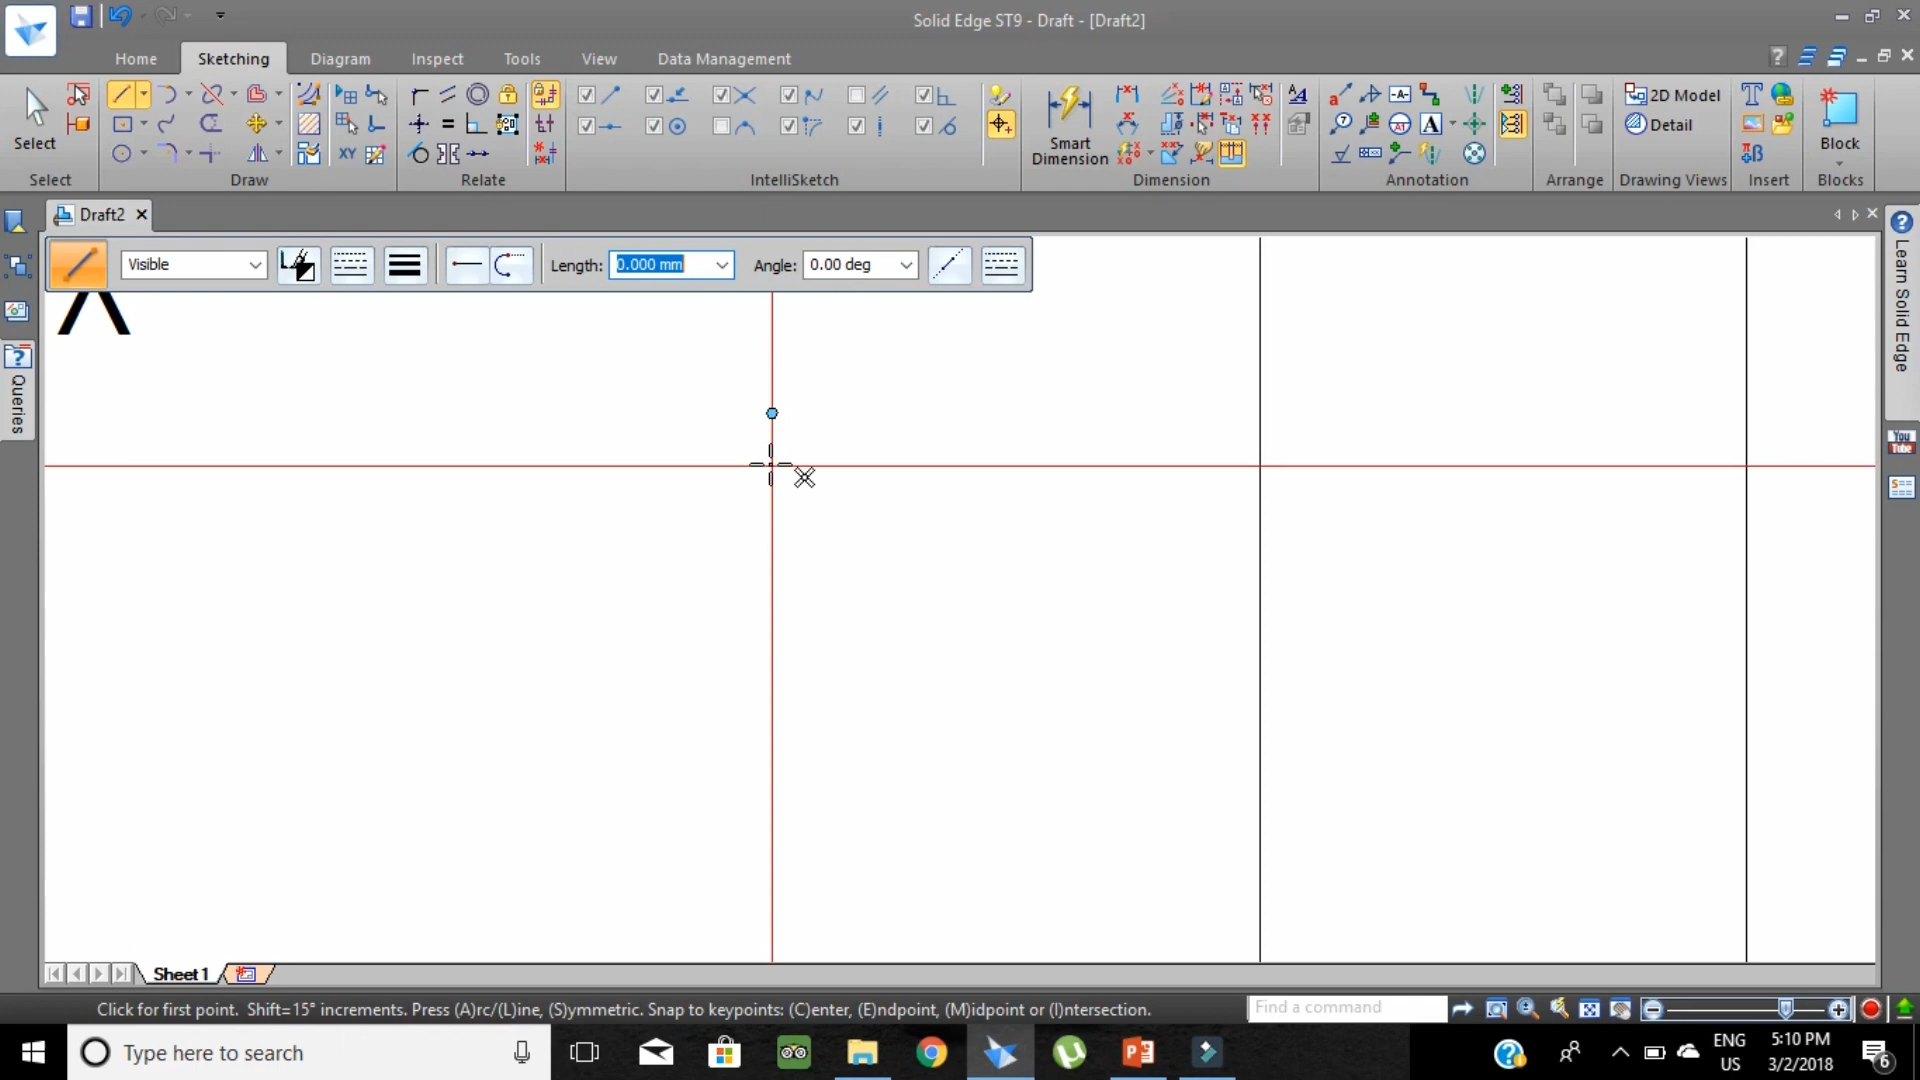 Solid Edge ST9 - Draft - [Draft2]
Home Sketching Diagram Inspect Tools View Data Management
Select
Smart
Dimension
2D Model
Detail
Block
Select Draw Relate IntelliSketch Dimension Annotation Arrange Drawing Views Insert Blocks
Draft2
Visible Length: 0.000 mm Angle: 0.00 deg
Queries
Learn Solid Edge
You
Tube
Sheet1
Click for first point. Shift=15° increments. Press (A)rc/(L)ine, (S)ymmetric. Snap to keypoints: (C)enter, (E)ndpoint, (M)idpoint or (I)ntersection.
Find a command
Type here to search
ENG
US
5:10 PM
3/2/2018
6